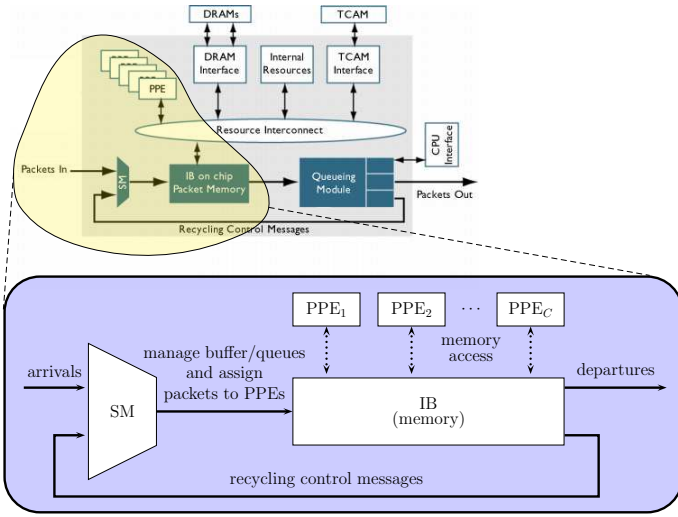 DRAMs
TCAM
DRAM
Interface
Internal
Resources
TCAM
Interface
PPE
Resource Interconnect
CPU
Interface
Packets In
SM
IB on chip
Packet Memory
Queueing
Module
Packets Out
Recycling Control Messages
PPE1
PPE2
...
PPEC
memory
access
manage buffer/queues
and assign
packets to PPEs
arrivals
departures
SM
IB
(memory)
recycling control messages